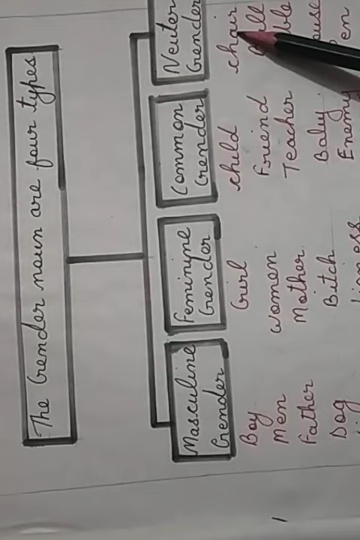 The Gender noun are four types
Masculine Gender
Feminyne Gender
Common Gender
Neuter Gender
Boy Girl child chair
Men women Friend
Father Mother Teacher
Dog Bitch Baby
Enemy